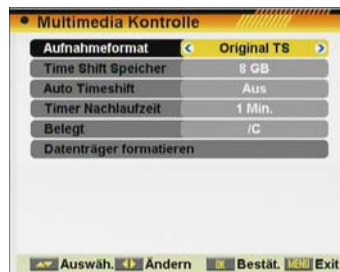 Multimedia Kontrolle
Aufnahmeformat Original TS
Time Shift Speicher 8 GB
Auto Timeshift Aus
Timer Nachlaufzeit 1 Min.
Belegt /C
Datenträger formatieren
Auswäh. Ändern OK Bestät. MENU Exit